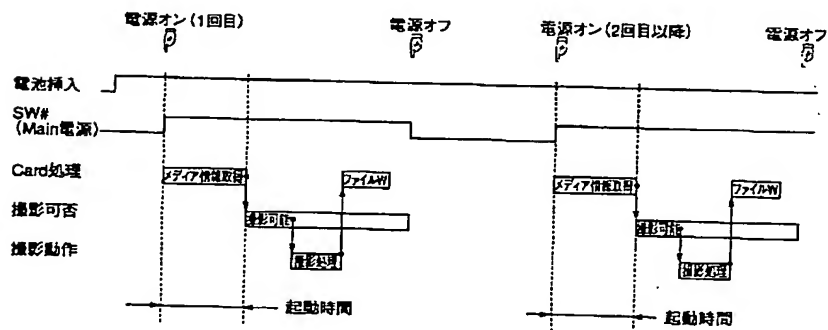 電源オン(1回目)
電源オフ
電源オン(2回目以降)
電源オフ
電池挿入
SW#
(Main電源)
Card処理
メディア情報取得
ファイルW
メディア情報取得
ファイルW
撮影可否
撮影可能
撮影可能
撮影動作
撮影処理
撮影処理
起動時間
起動時間